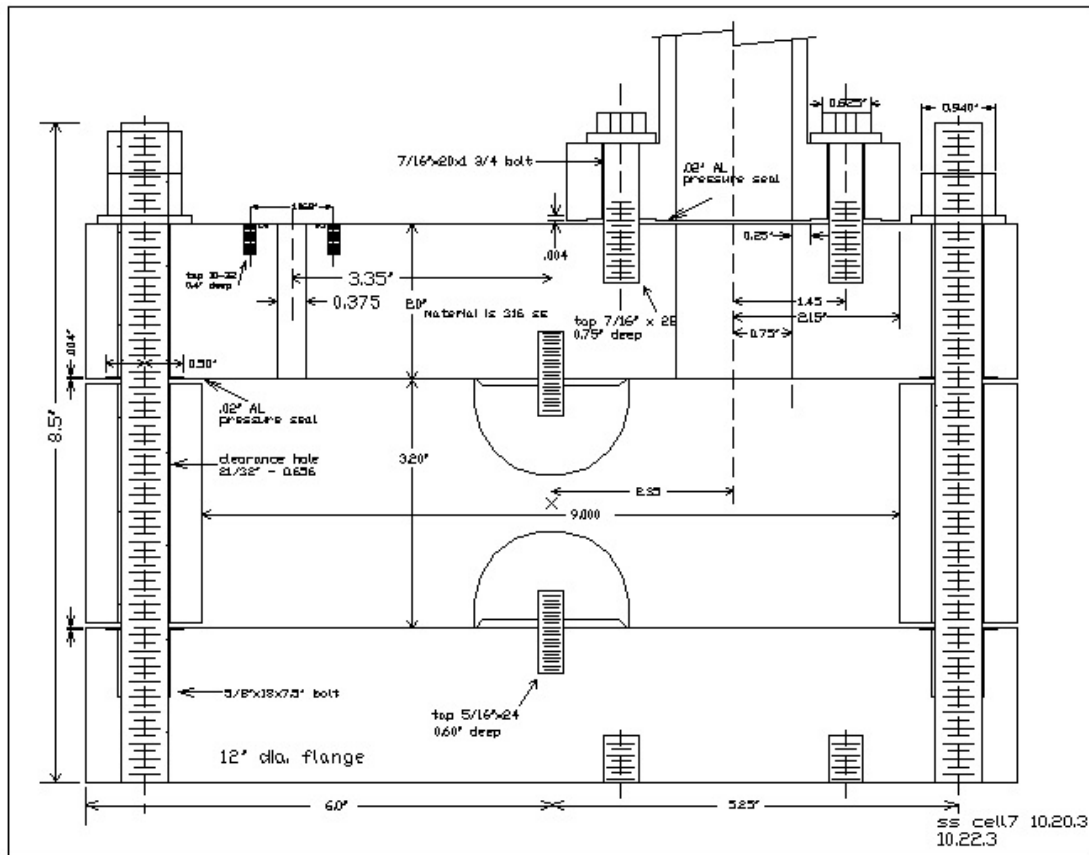 0.625"
0.940"
7/16"x20x1 3/4 bolt
.02" AL
pressure seal
0.25"
.004
tap 10-32
0.4" deep
3.35"
0.375
2.0"
Material is 316 ss
tap 7/16" x 28
0.75" deep
1.45
2.15"
0.75"
.004"
0.50"
.02" AL
pressure seal
8.5"
clearance hole
21/32" - 0.656
3.20"
2.35
9.000
5/8"x18x7.5" bolt
tap 5/16"x24
0.60" deep
12" dia. flange
6.0"
5.25"
ss cell7 10.20.3
10.22.3